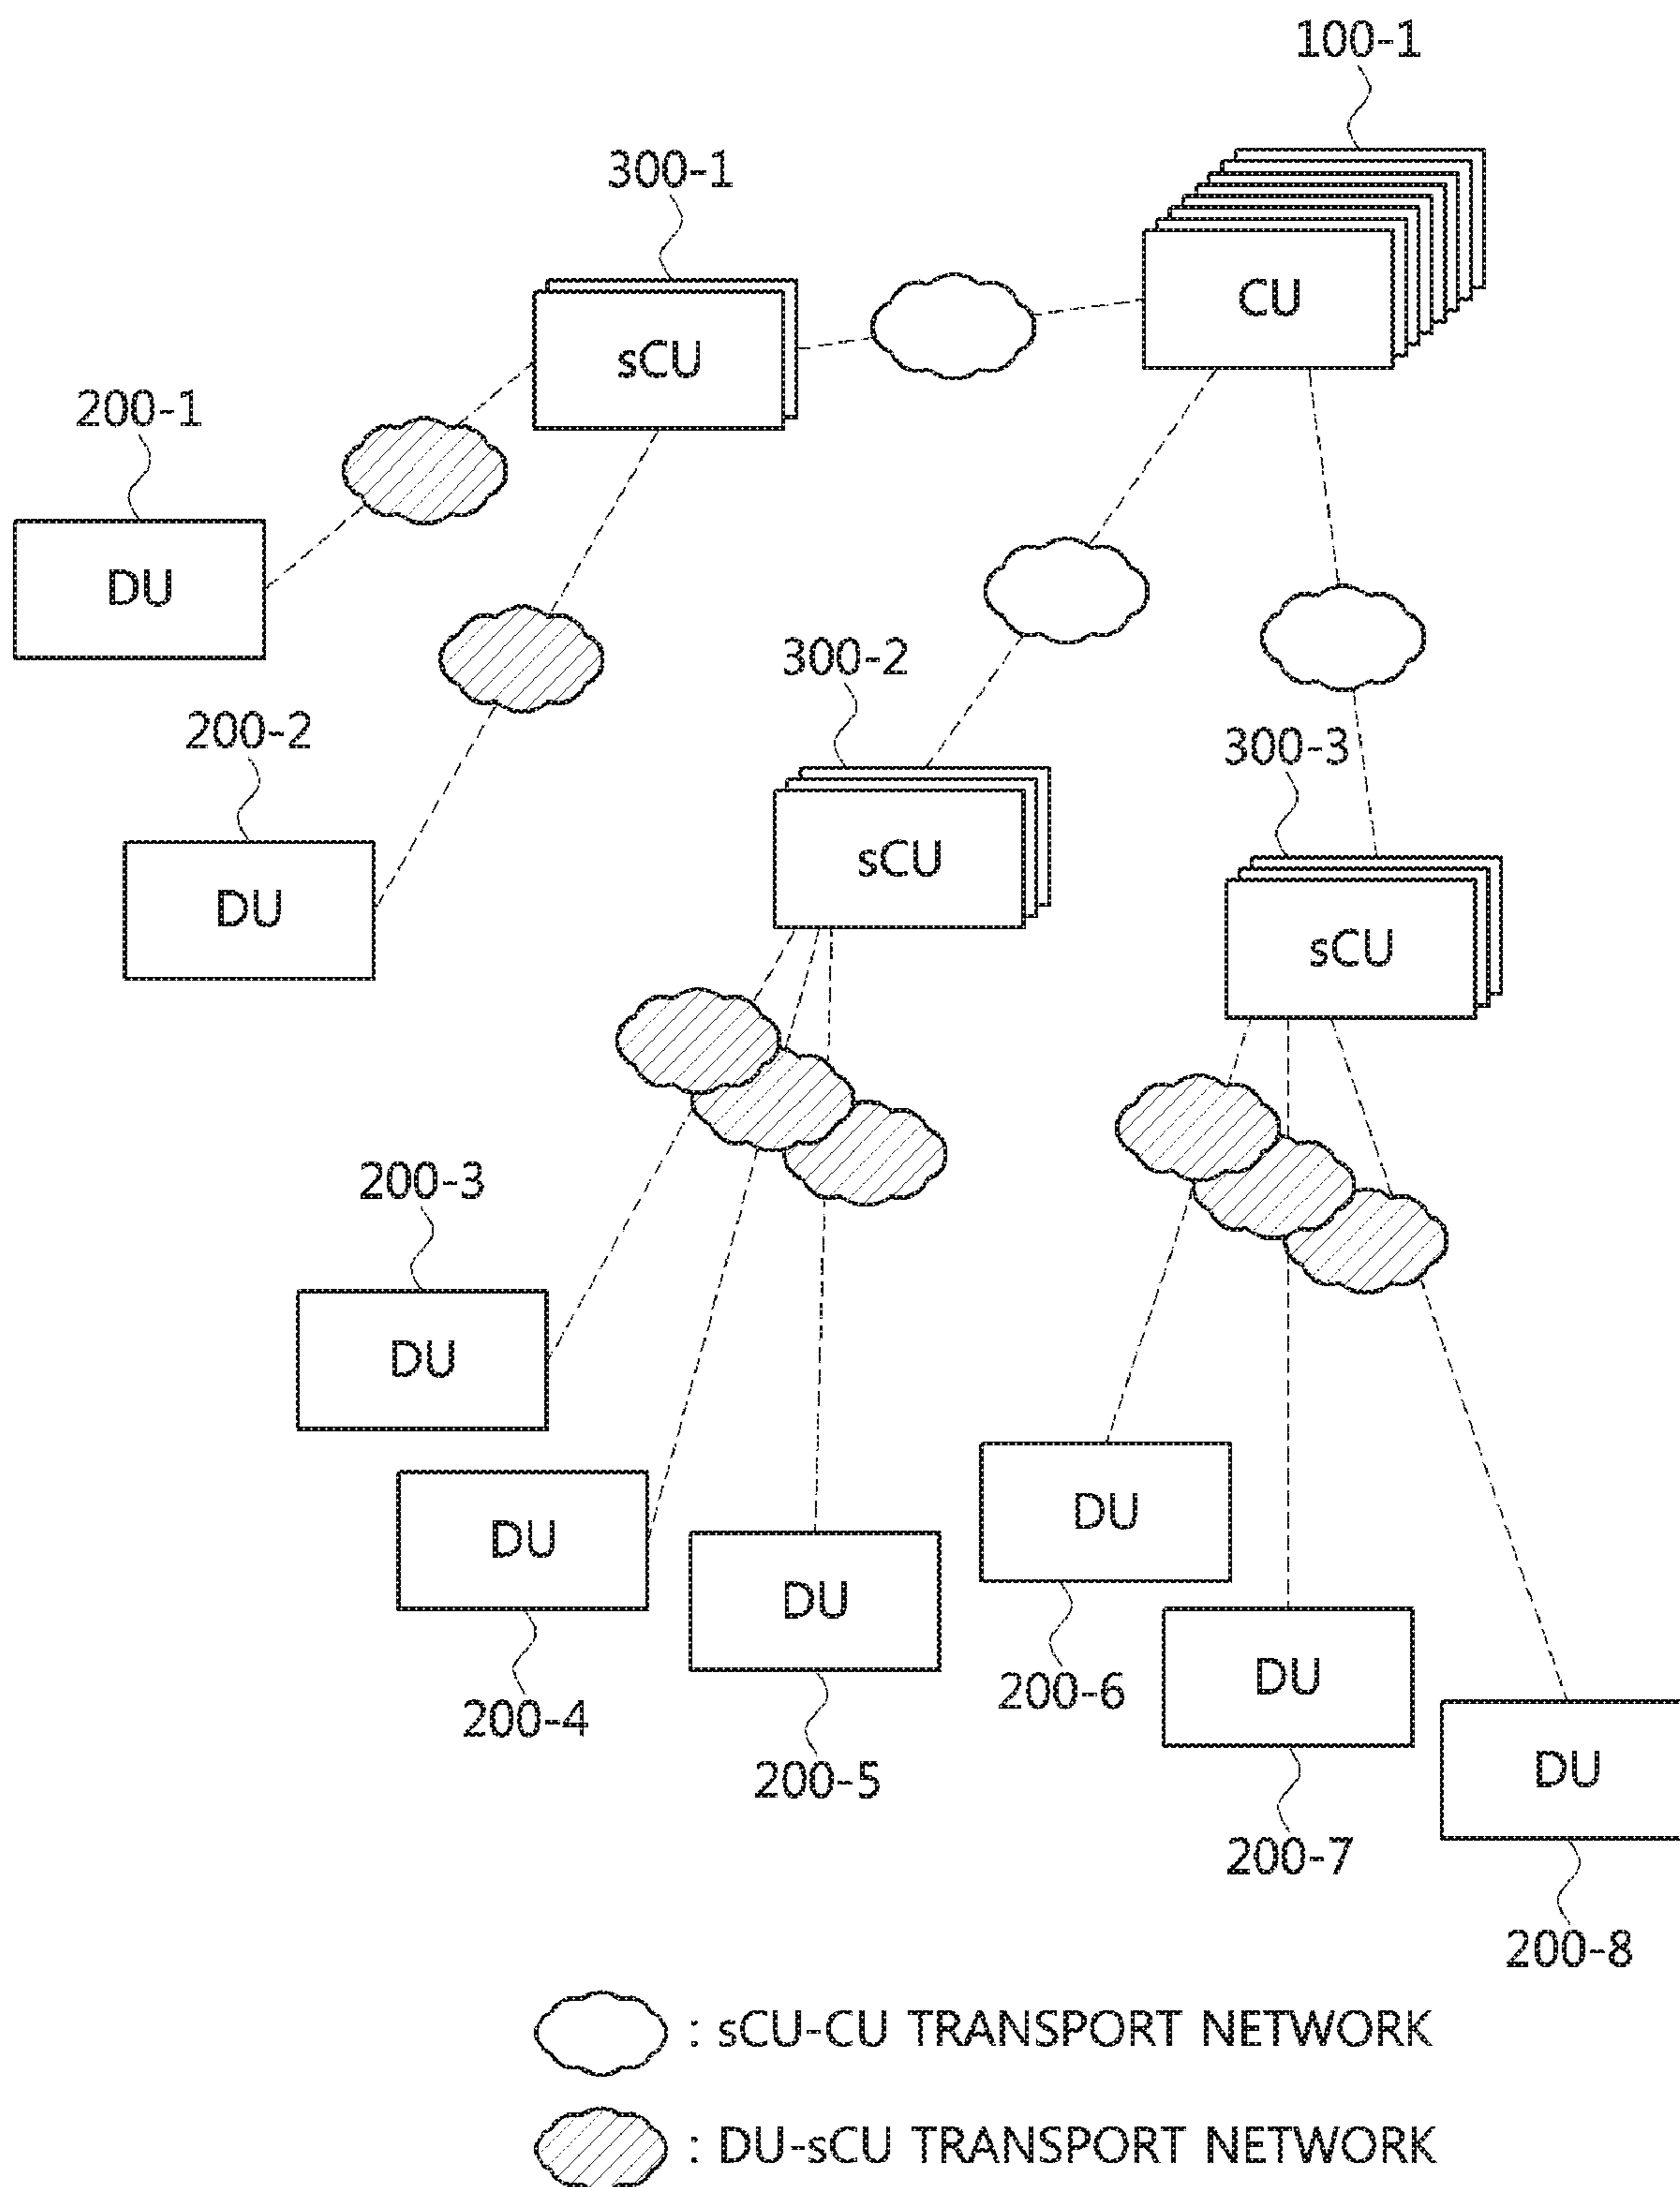 100-1
300-1
CU
sCU
200-1
DU
300-2
200-2
300-3
sCU
DU
sCU
200-3
DU
DU
DU
DU
200-6
DU
200-4
200-5
DU
200-7
200-8
: sCU-CU TRANSPORT NETWORK
: DU-sCU TRANSPORT NETWORK